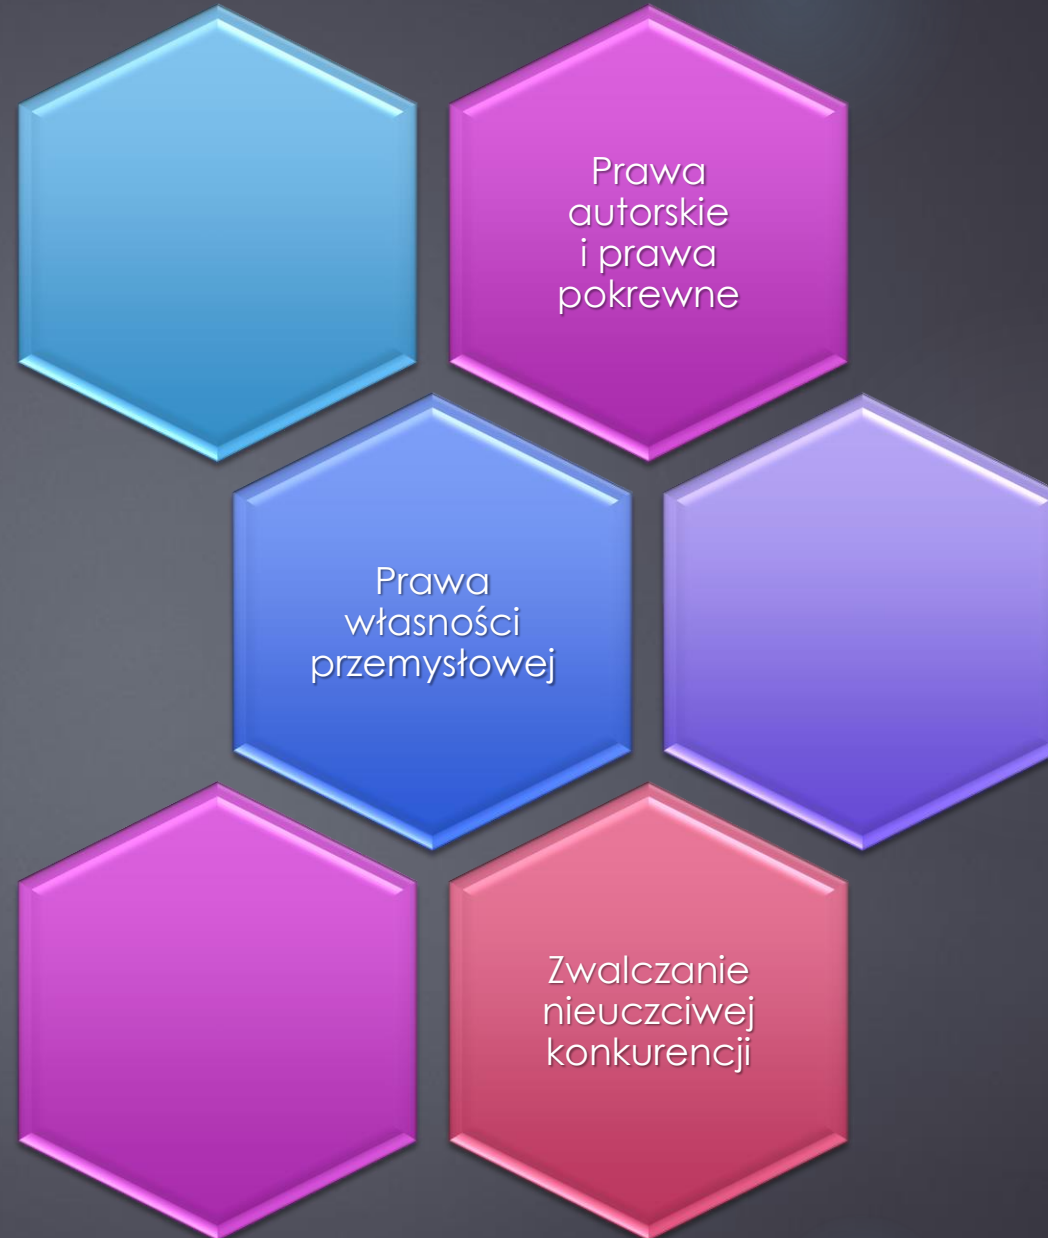 Prawa
autorskie
i prawa
pokrewne
Prawa
własności
przemysłowej
Zwalczanie
nieuczciwej
konkurencji